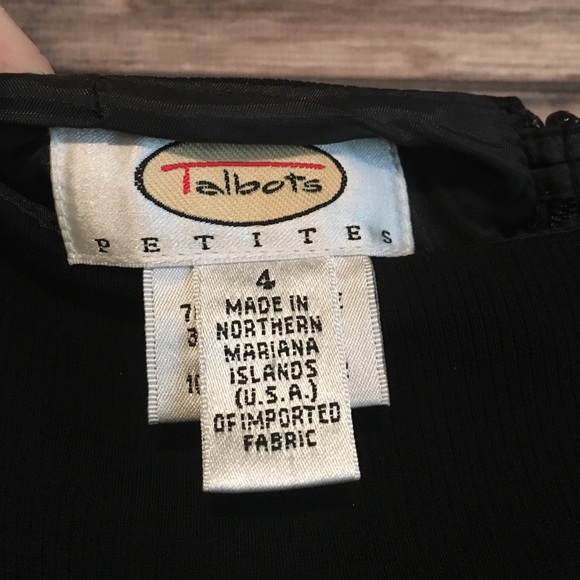 Talbots
PETITES
4
MADE IN
NORTHERN
MARIANA
ISLANDS
(U.S.A.)
OF IMPORTED
FABRIC